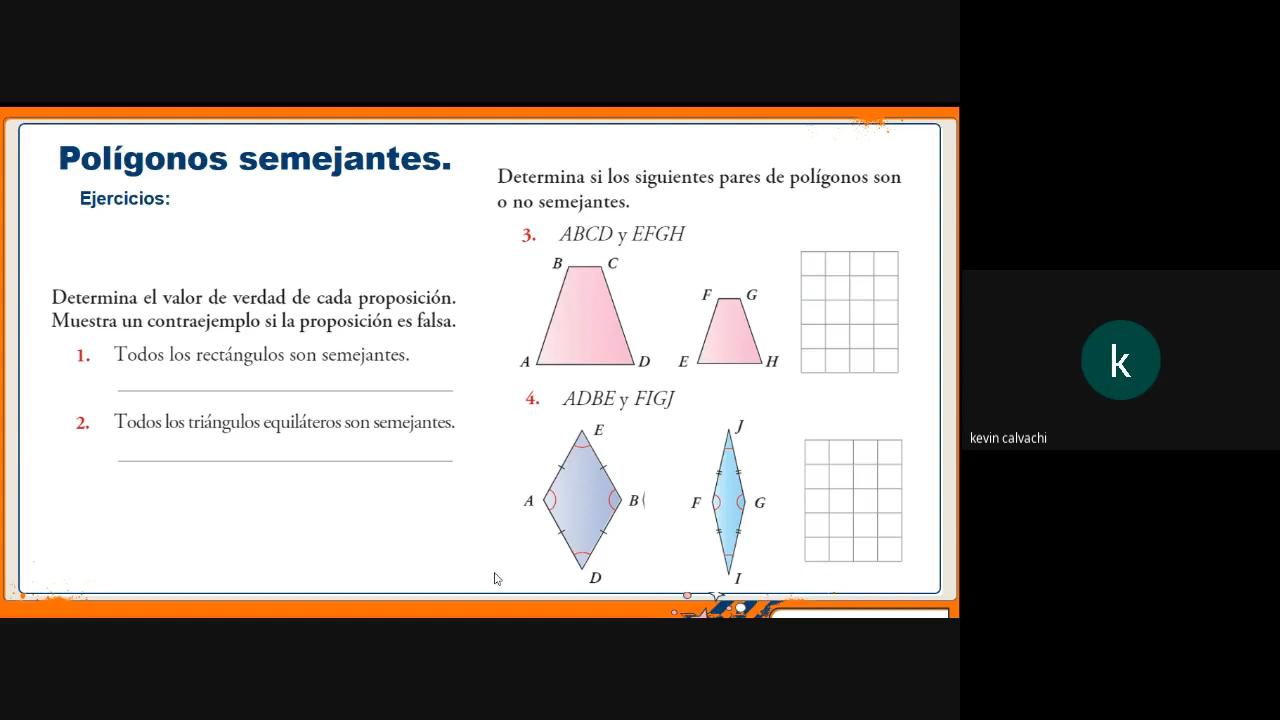 Polígonos semejantes.
Ejercicios:
Determina el valor de verdad de cada proposición.
Muestra un contraejemplo si la proposición es falsa.
1. Todos los rectángulos son semejantes.
2. Todos los triángulos equiláteros son semejantes.
Determina si los siguientes pares de polígonos son
o no semejantes.
3. ABCD y EFGH
B C
A D
F G
E H
4. ADBE y FIGJ
E
A B (
D
J
F G
I
k
kevin calvachi